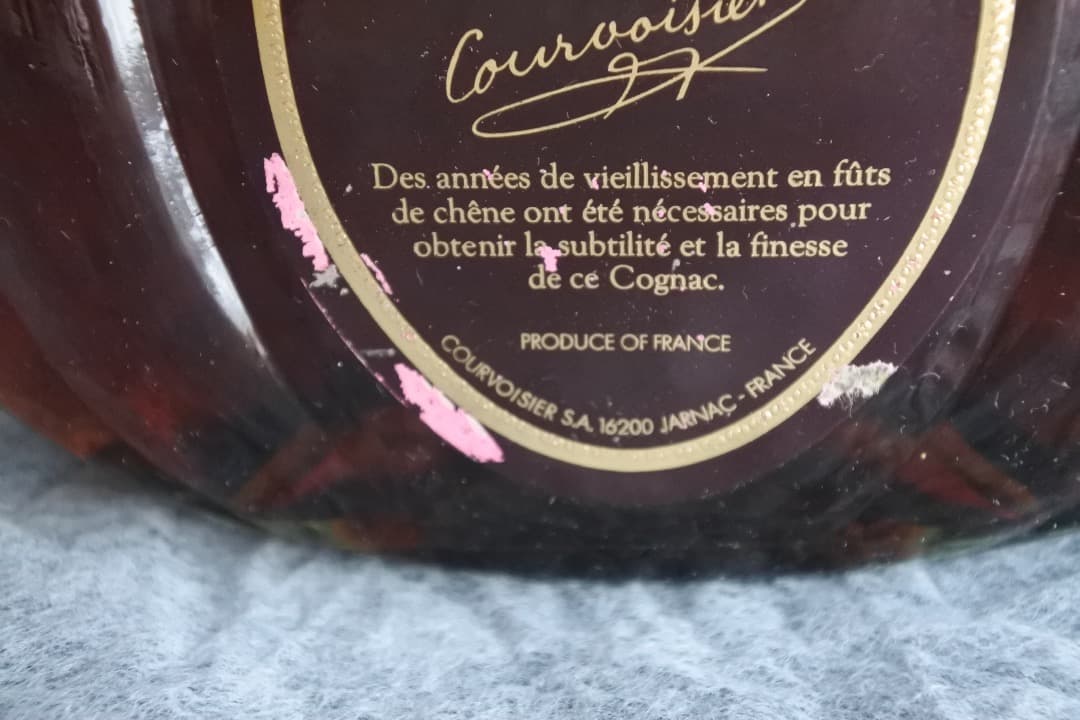 Courvoisier
Des années de vieillissement en fûts
de chêne ont été nécessaires pour
obtenir la subtilité et la finesse
de ce Cognac.
PRODUCE OF FRANCE
COURVOISIER S.A. 16200 JARNAC - FRANCE